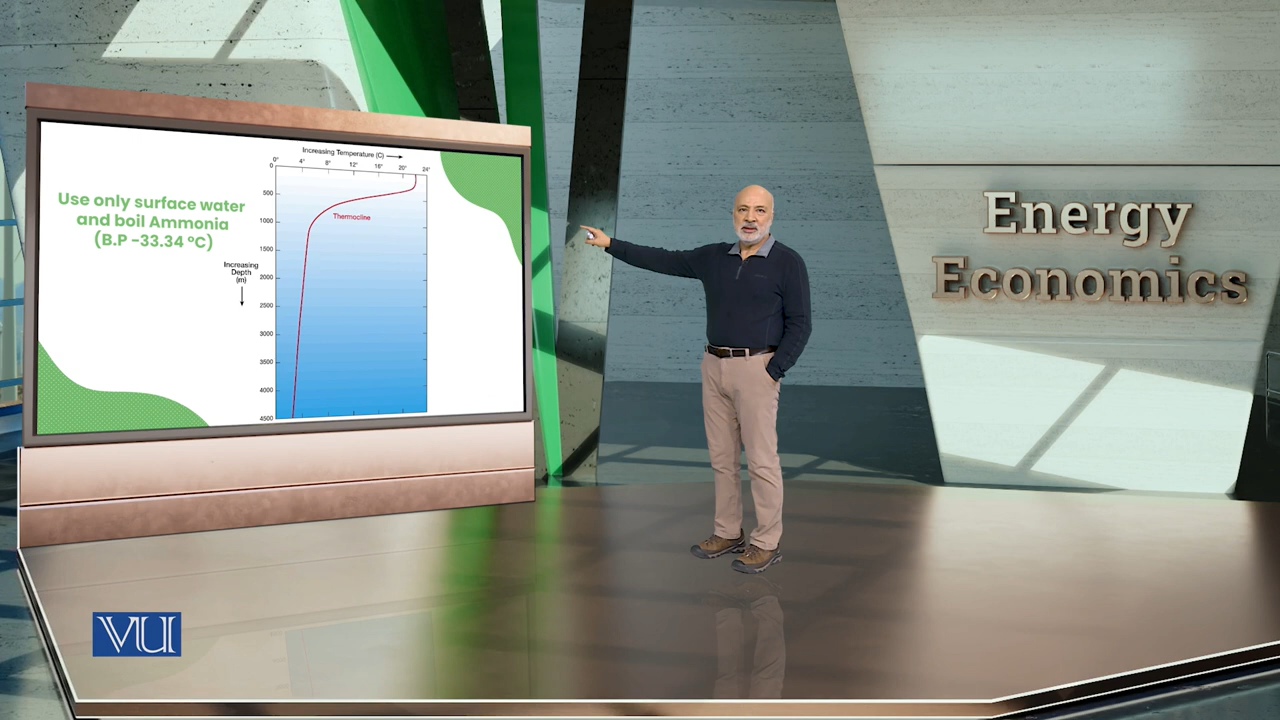 Use only surface water
and boil Ammonia
(B.P -33.34 ºC)
Increasing Temperature (C)
0° 4° 8° 12° 16° 20° 24°
0
500
1000
1500
2000
2500
3000
3500
4000
4500
Thermocline
Increasing
Depth
(m)
Energy
Economics
VU